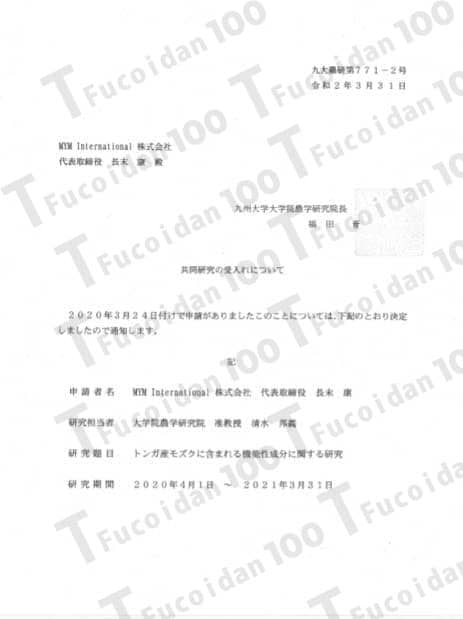 九大農研第771-2号
令和2年3月31日
MYM International 株式会社
代表取締役 長末 康 殿
九州大学大学院農学研究院長
福田 晋
共同研究の受入れについて
2020年3月24日付けで申請がありましたこのことについては、下記のとおり決定
しましたので通知します。
記
申請者名 MYM International 株式会社 代表取締役 長末 康
研究担当者 大学院農学研究院 准教授 清水 邦義
研究題目 トンガ産モズクに含まれる機能性成分に関する研究
研究期間 2020年4月1日 ~ 2021年3月31日
T Fucoidan 100
T Fucoidan 100
T Fucoidan 100
T Fucoidan 100
T Fucoidan 100
T Fucoidan 100
T Fucoidan 100
T Fucoidan 100